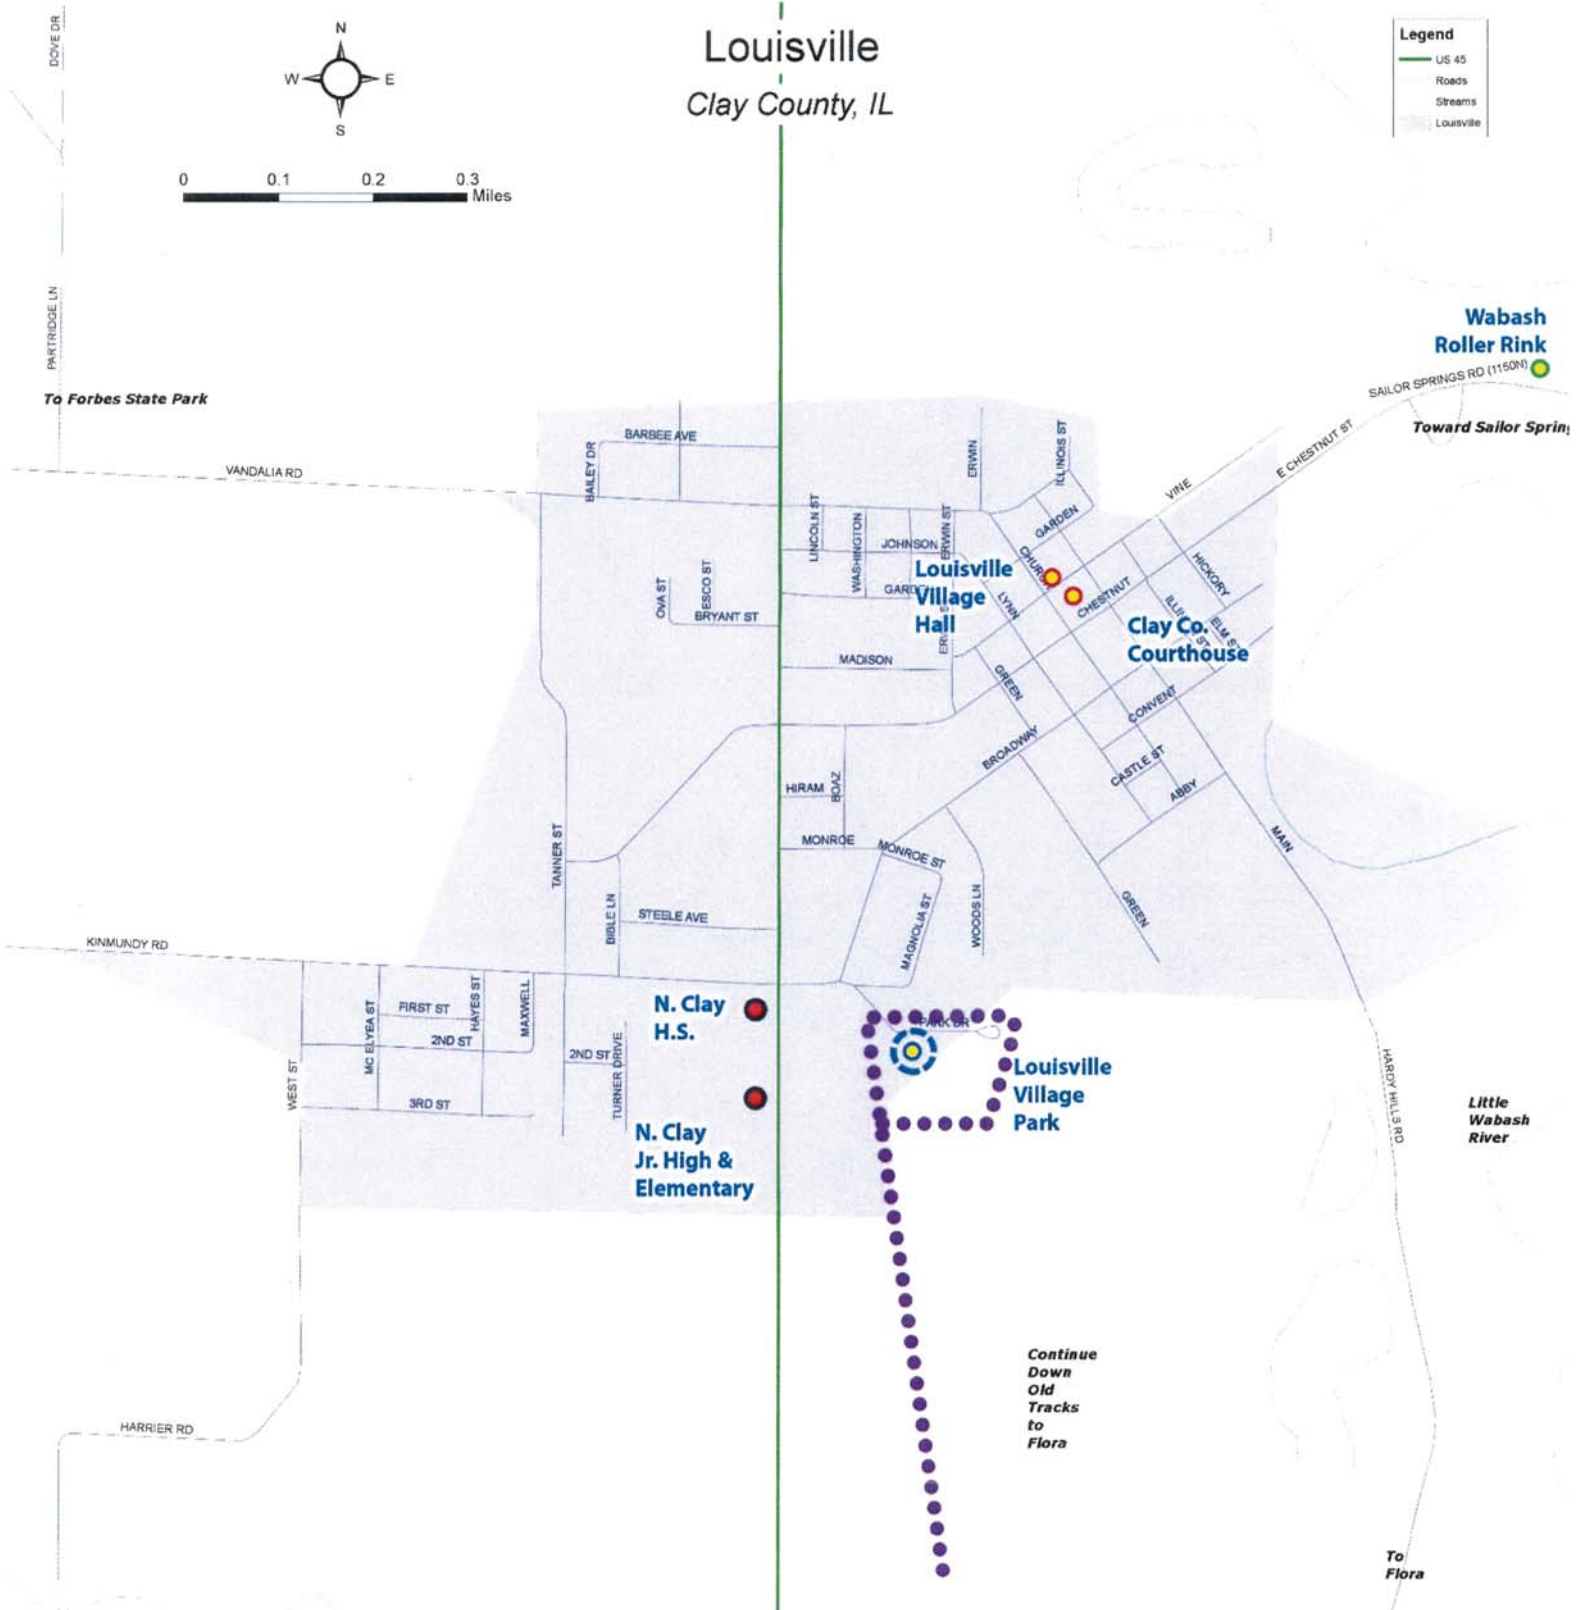 Louisville
Clay County, IL
N
W
E
S
0
0.1
0.2
0.3
Miles
Legend
US 45
Roads
Streams
Louisville
DOVE DR
PARTRIDGE LN
To Forbes State Park
VANDALIA RD
Wabash
Roller Rink
SAILOR SPRINGS RD (1150N)
Toward Sailor Spring
E CHESTNUT ST
VINE
BARBEE AVE
BAILEY DR
ERWIN
ILLINOIS ST
LINCOLN ST
WASHINGTON
JOHNSON
ERWIN ST
GARDEN
CHURCH
HICKORY
OVA ST
ESCO ST
BRYANT ST
Louisville
Village
Hall
LYNN
CHESTNUT
Clay Co.
Courthouse
ELM ST
MADISON
GREEN
CONVENT
BROADWAY
CASTLE ST
ABBY
HIRAM
BOAZ
MONROE
MONROE ST
MAIN
TANNER ST
BIBLE LN
STEELE AVE
MAGNOLIA ST
WOODS LN
GREEN
KINMUNDY RD
MC ELYEA ST
FIRST ST
HAYES ST
MAXWELL
2ND ST
2ND ST
TURNER DRIVE
WEST ST
3RD ST
N. Clay
H.S.
PARK DR
Louisville
Village
Park
N. Clay
Jr. High &
Elementary
HARDY HILLS RD
Little
Wabash
River
Continue
Down
Old
Tracks
to
Flora
HARRIER RD
To
Flora